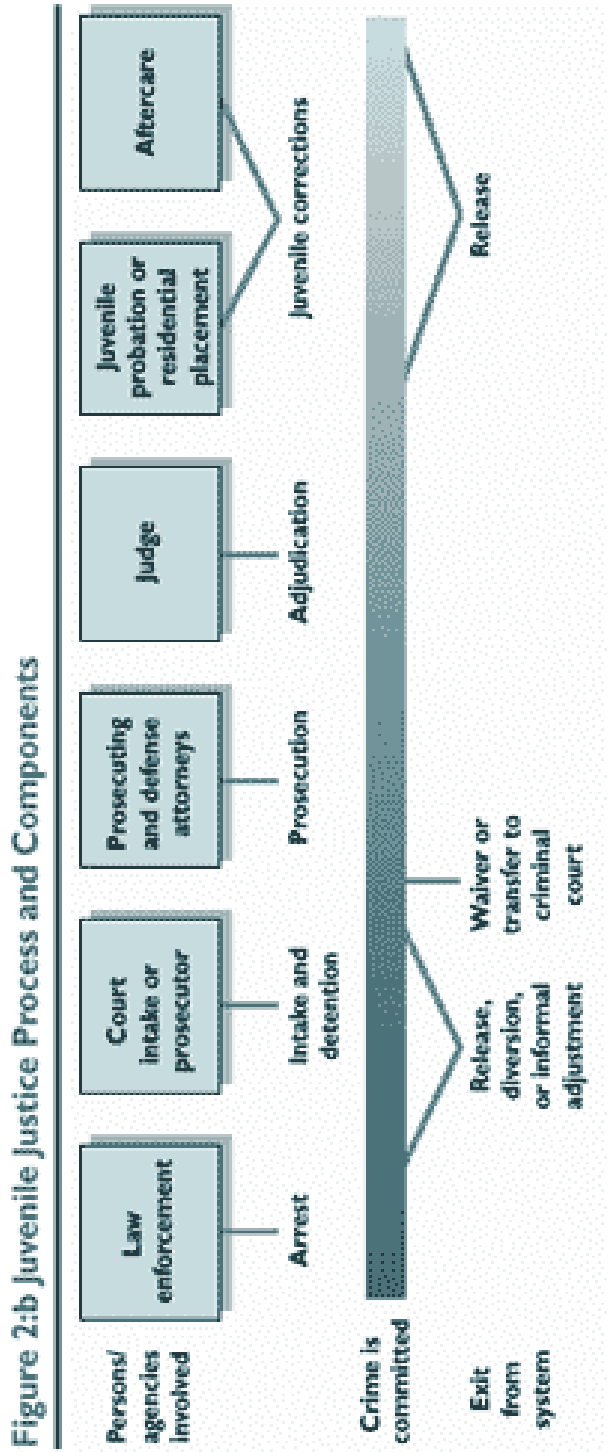 Figure 2:b Juvenile Justice Process and Components
Persons/
agencies
involved
Law
enforcement
Court
intake or
prosecutor
Prosecuting
and defense
attorneys
Judge
Juvenile
probation or
residential
placement
Aftercare
Arrest
Intake and
detention
Prosecution
Adjudication
Juvenile corrections
Crime is
committed
Exit
from
system
Release,
diversion,
or informal
adjustment
Waiver or
transfer to
criminal
court
Release